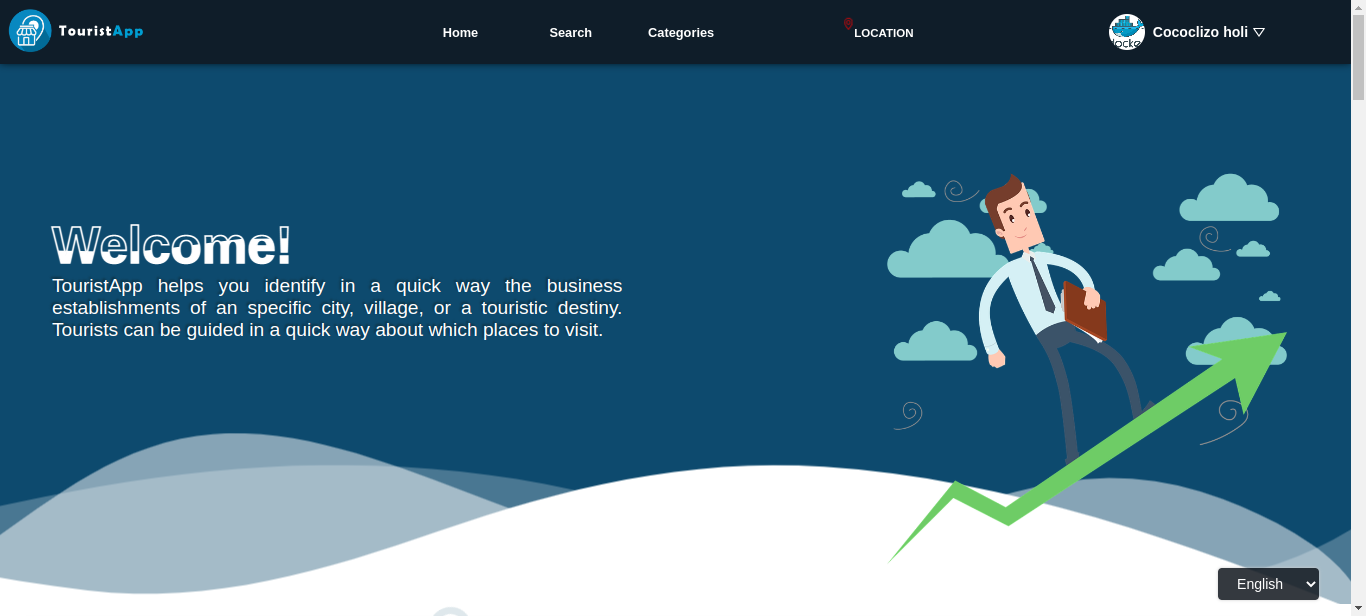 TouristApp
Home
Search
Categories
LOCATION
Cococlizo holi
Welcome!
TouristApp helps you identify in a quick way the business
establishments of an specific city, village, or a touristic destiny.
Tourists can be guided in a quick way about which places to visit.
English